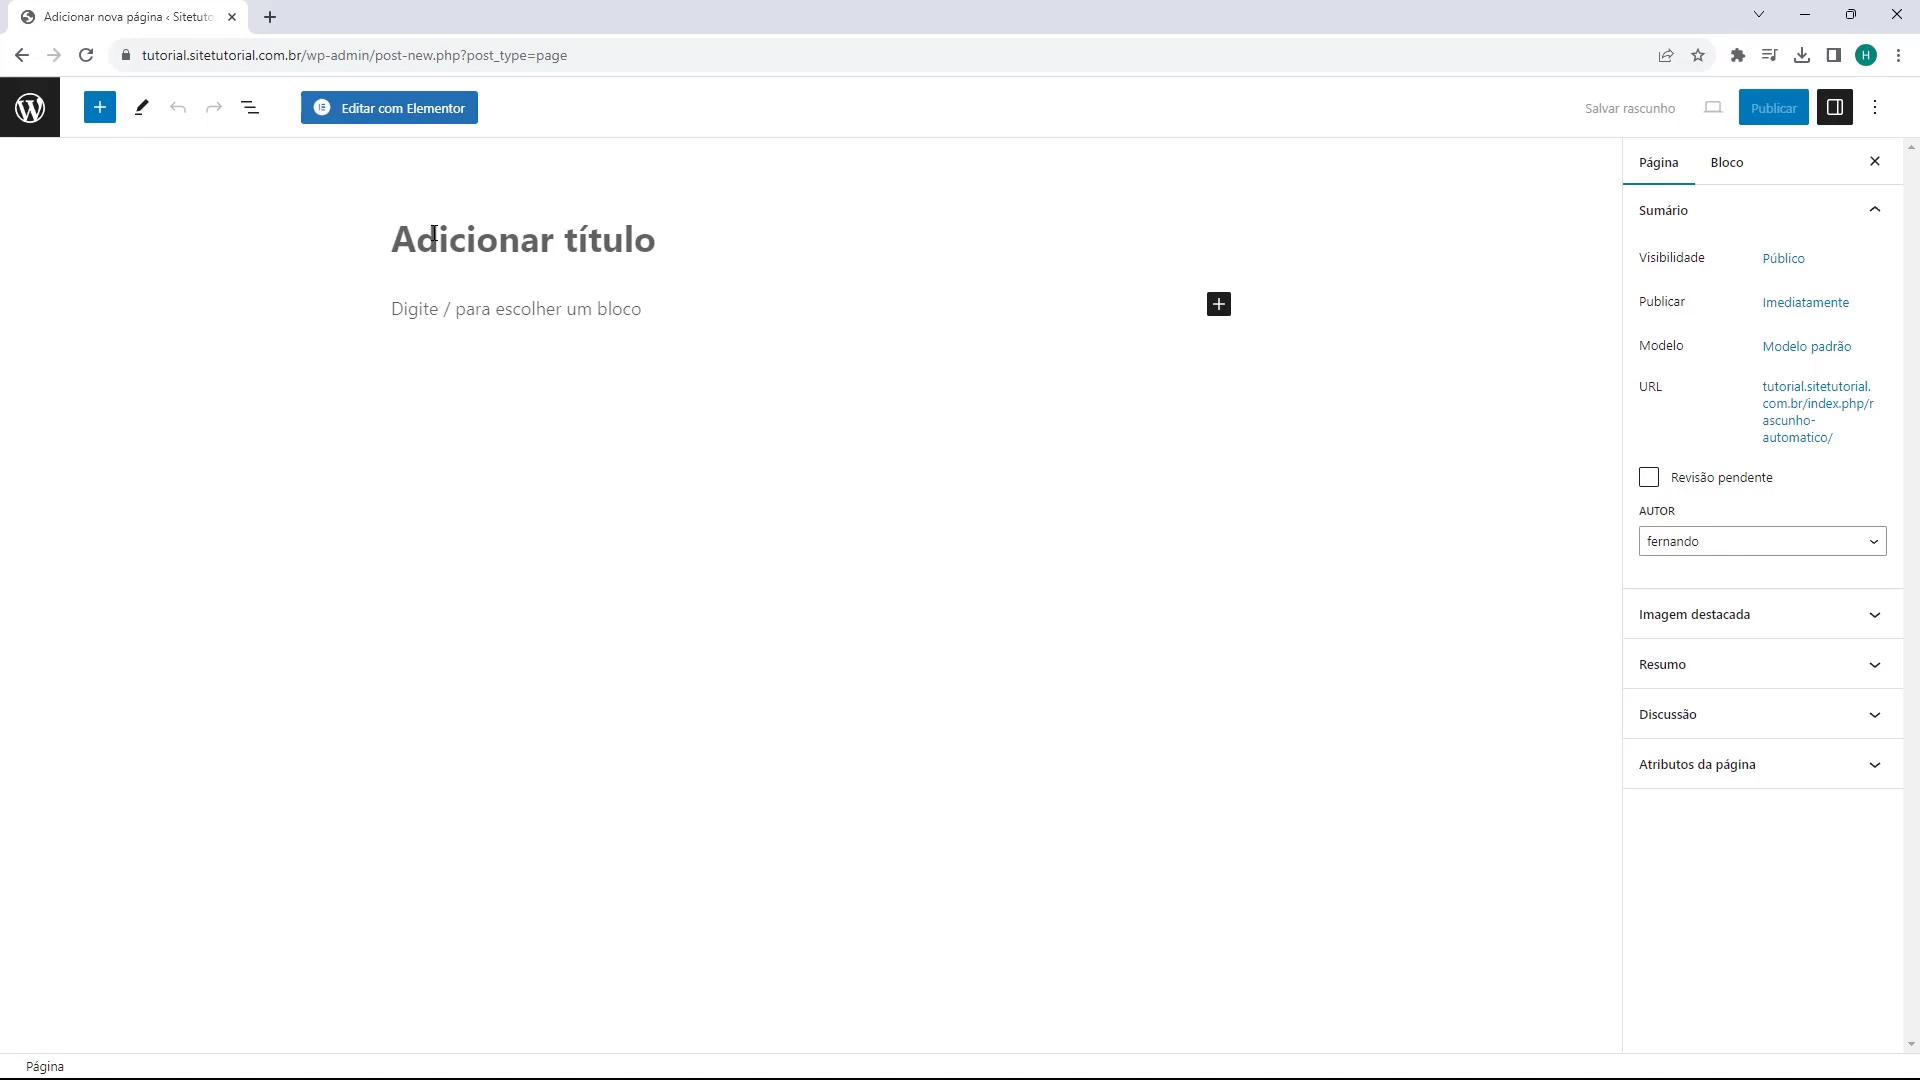 Adicionar nova página ‹ Sitetuto
tutorial.sitetutorial.com.br/wp-admin/post-new.php?post_type=page
H
Editar com Elementor
Salvar rascunho
Publicar
Página
Bloco
Adicionar título
Digite / para escolher um bloco
Sumário
Visibilidade
Público
Publicar
Imediatamente
Modelo
Modelo padrão
URL
tutorial.sitetutorial.
com.br/index.php/r
ascunho-
automatico/
Revisão pendente
AUTOR
fernando
Imagem destacada
Resumo
Discussão
Atributos da página
Página